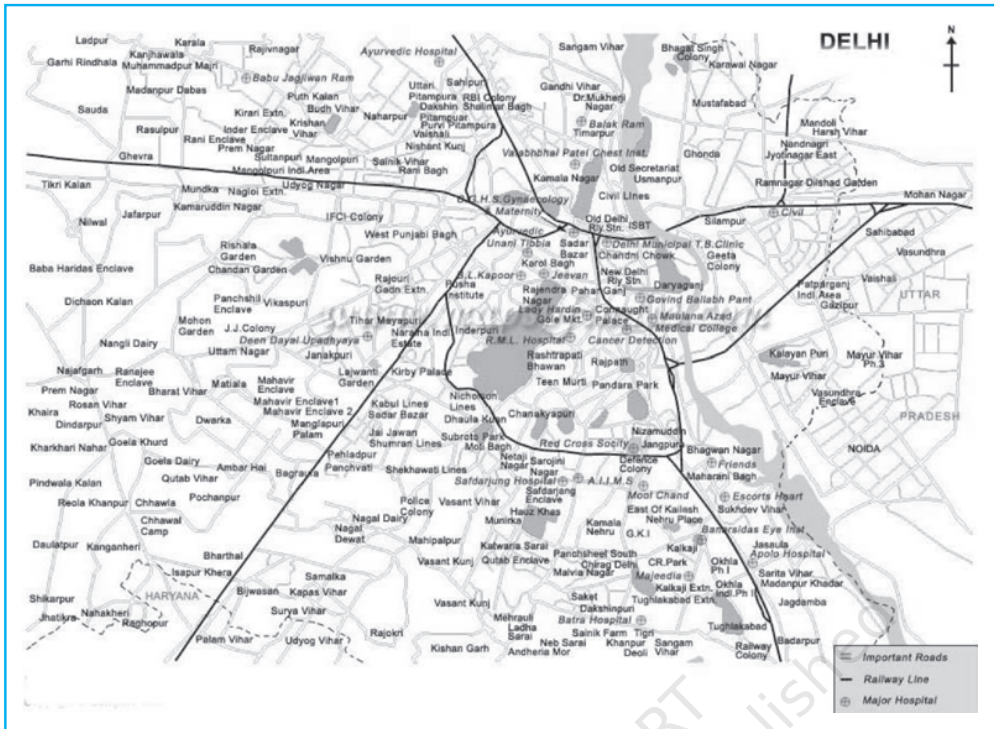 DELHI
N
Ladpur
Karala
Rajivnagar
Ayurvedic Hospital
Sangam Vihar
Bhagat Singh
Colony
Garhi Rindhala
Kanjhawala
Muhammadpur Majri
Babu Jagjiwan Ram
Karawal Nagar
Madanpur Dabas
Puth Kalan
Uttari
Pitampura
Sahipur
RBI Colony
Gandhi Vihar
Dr.Mukherji
Nagar
Mustafabad
Sauda
Kirari Extn.
Budh Vihar
Naharpur
Dakshin
Pitampuar
Shalimar Bagh
Purvi Pitampura
Balak Ram
Timarpur
Mandoli
Harsh Vihar
Rasulpur
Inder Enclave
Krishan
Vihar
Rani Enclave
Prem Nagar
Vaishali
Nishant Kunj
Nandnagri
Jyotinagar East
Ghevra
Sultanpuri
Mangolpuri
Sainik Vihar
Rani Bagh
Valabhbhai Patel Chest Inst.
Old Secretariat
Ghonda
Mangolpuri Indl.Area
Udyog Nagar
Kamala Nagar
Usmanpur
Ramnagar
Dilshad Garden
Tikri Kalan
Mundka
Nagloi Extn.
C.G.H.S.Gynaecology
& Maternity
Civil Lines
Mohan Nagar
Nilwal
Jafarpur
Kamaruddin Nagar
IFCI-Colony
Old Delhi
Rly.Stn.
ISBT
Silampur
Civil
Sahibabad
West Punjabi Bagh
Ayurvedic
Unani Tibbia
Sadar
Bazar
Delhi Municipal T.B.Clinic
Chandni Chowk
Geeta
Colony
Vasundhra
Rishala
Garden
Chandan Garden
Vishnu Garden
Karol Bagh
Baba Haridas Enclave
Rajouri
Gadn.Extn.
Pusha
Institute
B.L.Kapoor
Jeevan
New Delhi
Rly Stn.
Daryaganj
Patparganj
Indl Area
Gazipur
Vaishali
Dichaon Kalan
Panchshil
Enclave
Vikaspuri
Rajendra
Nagar
Pahar Ganj
Govind Ballabh Pant
UTTAR
Mohon
Garden
J.J.Colony
Tihar
Mayapuri
Lady Hardin
Gole Mkt.
Connaught
Palace
Maulana Azad
Medical College
Nangli Dairy
Deen Dayal Upadhyaya
Naraina Indl
Estate
Inderpuri
R.M.L. Hospital
Cancer Detection
Uttam Nagar
Janakpuri
Rashtrapati
Bhawan
Rajpath
Kalayan Puri
Mayur Vihar
Ph.3
Najafgarh
Ranajee
Enclave
Lajwanti
Garden
Kirby Palace
Teen Murti
Pandara Park
Mayur Vihar
Prem Nagar
Bharat Vihar
Matiala
Mahavir
Enclave
Vasundhra
Enclave
Rosan Vihar
Mahavir Enclave1
Mahavir Enclave 2
Kabul Lines
Sadar Bazar
Nicholson
Lines
PRADESH
Khaira
Dindarpur
Shyam Vihar
Dwarka
Manglapuri
Palam
Dhaula Kuan
Chanakyapuri
Nizamuddin
Kharkhari Nahar
Goela Khurd
Jai Jawan
Shumran Lines
Subroto Park
Moti Bagh
Red Cross Socity
Jangpura
NOIDA
Goela Dairy
Ambar Hai
Pehladpur
Panchvati
Netaji
Nagar
Sarojini
Nagar
Defence
Colony
Bhagwan Nagar
Pindwala Kalan
Qutab Vihar
Bagraula
Shekhawati Lines
Safdarjung Hospital
A.I.I.M.S
Maharani Bagh
Friends
Reola Khanpur
Chhawla
Pochanpur
Police
Colony
Vasant Vihar
Safdarjang
Enclave
Mool Chand
Escorts Heart
Chhawal
Camp
Nagal Dairy
Nagal
Dewat
Munirka
Hauz Khas
East Of Kailash
Nehru Place
Sukhdev Vihar
Daulatpur
Kanganheri
Mahipalpur
Kamala
Nehru
G.K.I
Banarsidas Eye Inst
Bharthal
Katwaria Sarai
Kalkaji
Jasaula
Isapur Khera
Vasant Kunj
Qutab Enclave
Panchsheel South
Chirag Delhi
Apolo Hospital
Samalka
Malvia Nagar
CR.Park
Okhla
Ph I
Sarita Vihar
Shikarpur
HARYANA
Bijwasan
Kapas Vihar
Majeedia
Kalkaji Extn.
Okhla
Indl.Ph II
Madanpur Khadar
Jhatikra
Nahakheri
Raghopur
Surya Vihar
Vasant Kunj
Saket
Dakshinpuri
Tughlakabad Extn.
Jagdamba
Mehrauli
Ladha
Sarai
Batra Hospital
Tughlakabad
Palam Vihar
Udyog Vihar
Rajokri
Sainik Farm
Tigri
Badarpur
Kishan Garh
Neb Sarai
Andheria Mor
Khanpur
Deoli
Sangam
Vihar
Railway
Colony
Important Roads
Railway Line
Major Hospital